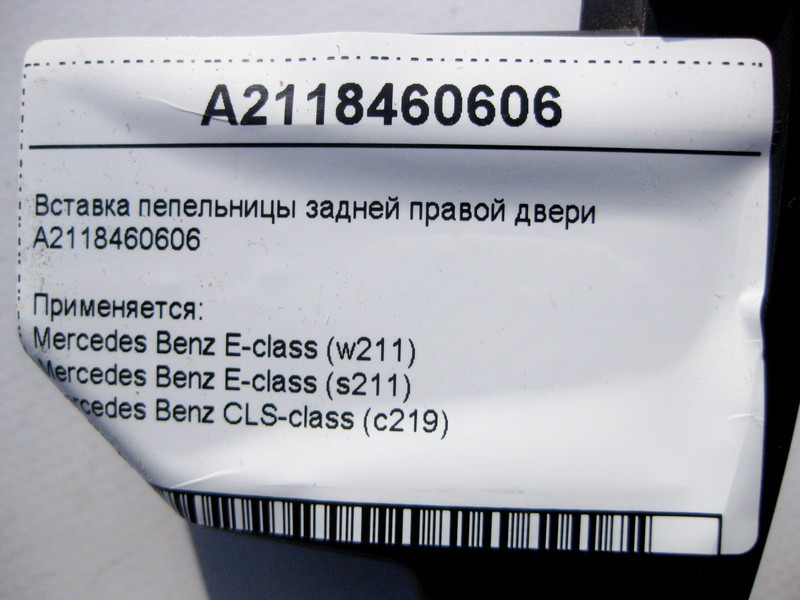 A2118460606
Вставка пепельницы задней правой двери
A2118460606
Применяется:
Mercedes Benz E-class (w211)
Mercedes Benz E-class (s211)
Mercedes Benz CLS-class (c219)